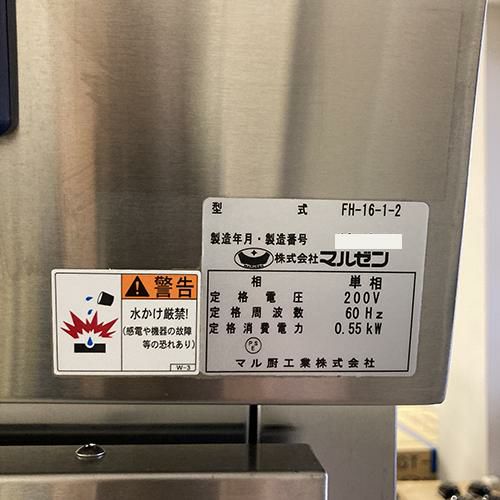 型 式 FH-16-1-2
製造年月・製造番号
株式会社マルゼン
相 単相
定格電圧 200V
定格周波数 60Hz
定格消費電力 0.55kW
PSE
マル厨工業株式会社
警告
水かけ厳禁!
(感電や機器の故障
等の恐れあり)
W-3